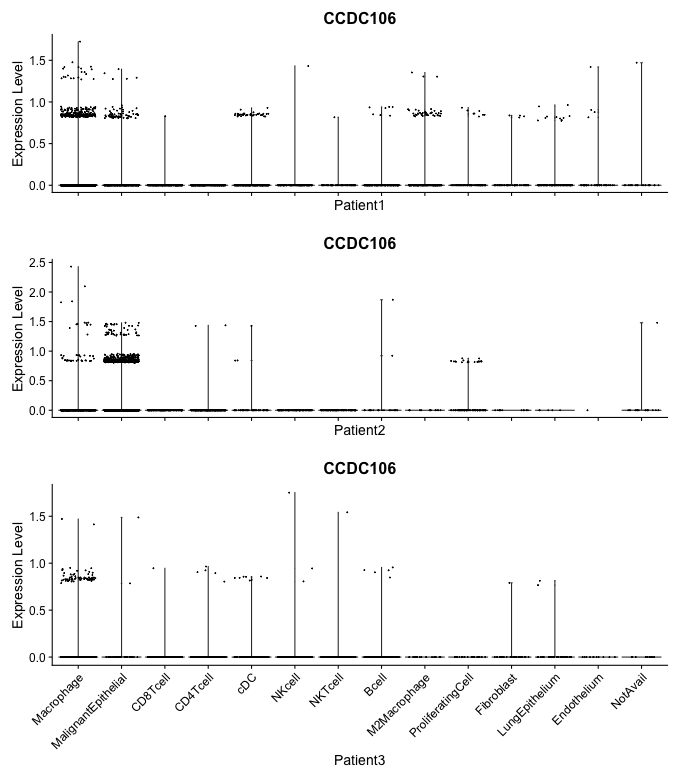 CCDC106
Expression Level
1.5
1.0
0.5
0.0
Patient1
CCDC106
Expression Level
2.5
2.0
1.5
1.0
0.5
0.0
Patient2
CCDC106
Expression Level
1.5
1.0
0.5
0.0
Macrophage
MalignantEpithelial
CD8Tcell
CD4Tcell
cDC
NKcell
NKTcell
Bcell
M2Macrophage
ProliferatingCell
Fibroblast
LungEpithelium
Endothelium
NotAvail
Patient3